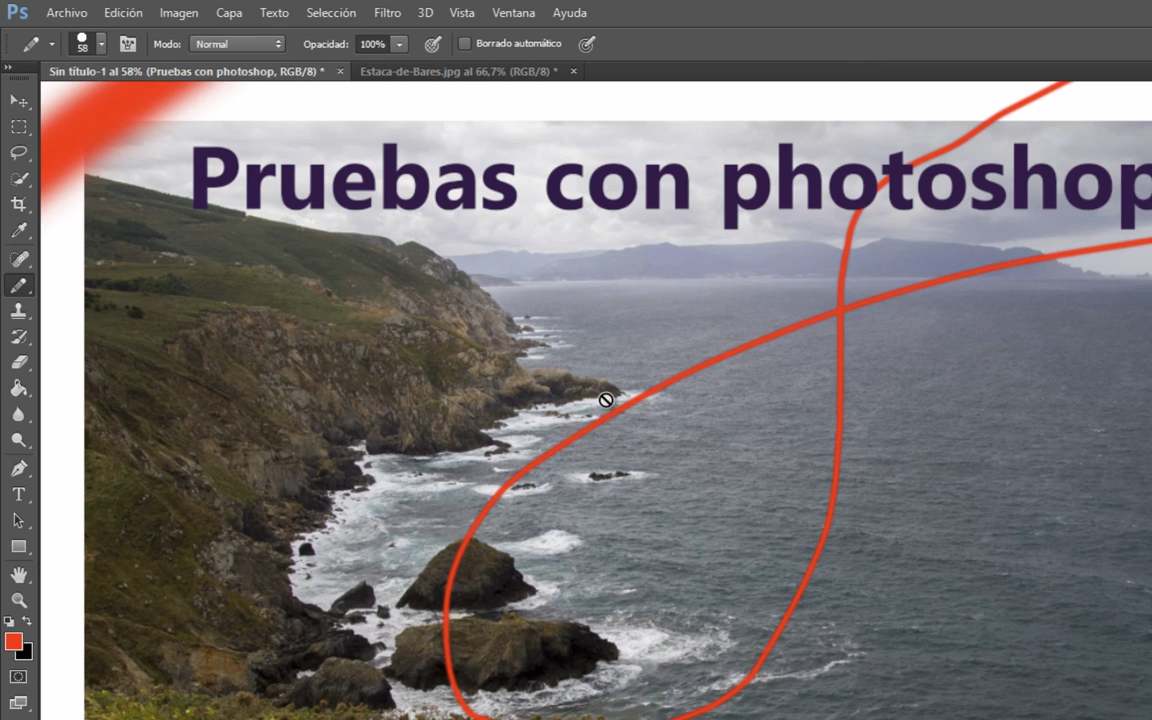 Ps Archivo Edición Imagen Capa Texto Selección Filtro 3D Vista Ventana Ayuda
58 Modo: Normal Opacidad: 100% Borrado automático
Sin título-1 al 58% (Pruebas con photoshop, RGB/8) * × Estaca-de-Bares.jpg al 66,7% (RGB/8) * ×
Pruebas con photoshop
T